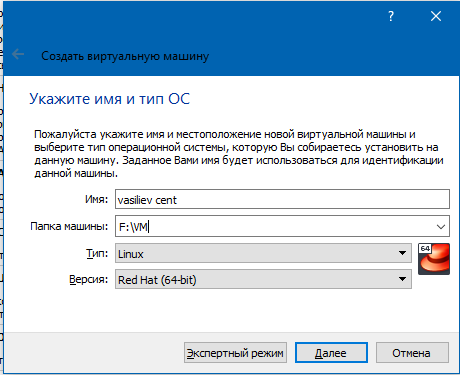 ?
Создать виртуальную машину
Укажите имя и тип ОС
Пожалуйста укажите имя и местоположение новой виртуальной машины и
выберите тип операционной системы, которую Вы собираетесь установить на
данную машину. Заданное Вами имя будет использоваться для идентификации
данной машины.
Имя: vasiliev cent
Папка машины: F:\VM
Тип: Linux
64
Версия: Red Hat (64-bit)
Экспертный режим Далее Отмена